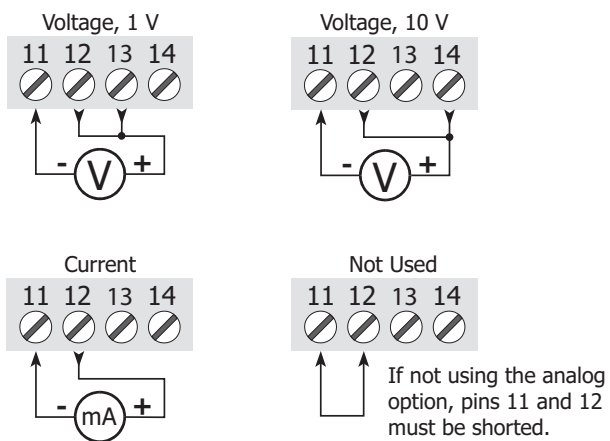 Voltage, 1 V
11 12 13 14
- V +
Voltage, 10 V
11 12 13 14
- V +
Current
11 12 13 14
- mA +
Not Used
11 12 13 14
If not using the analog
option, pins 11 and 12
must be shorted.